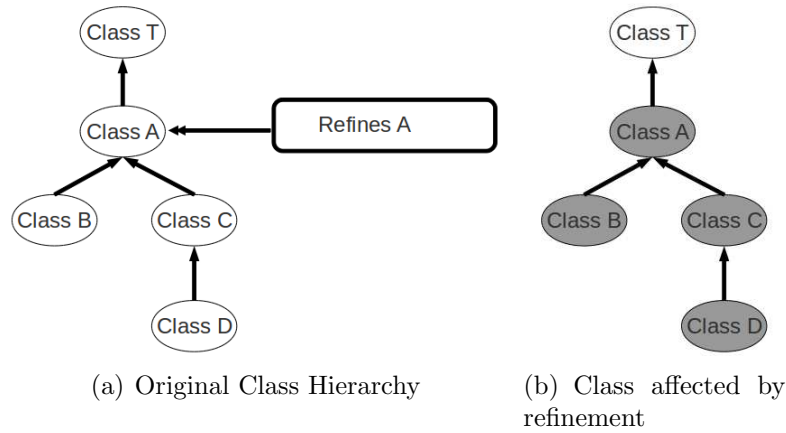 Class T
Class A
Refines A
Class B
Class C
Class D
(a) Original Class Hierarchy
Class T
Class A
Class B
Class C
Class D
(b) Class affected by
refinement